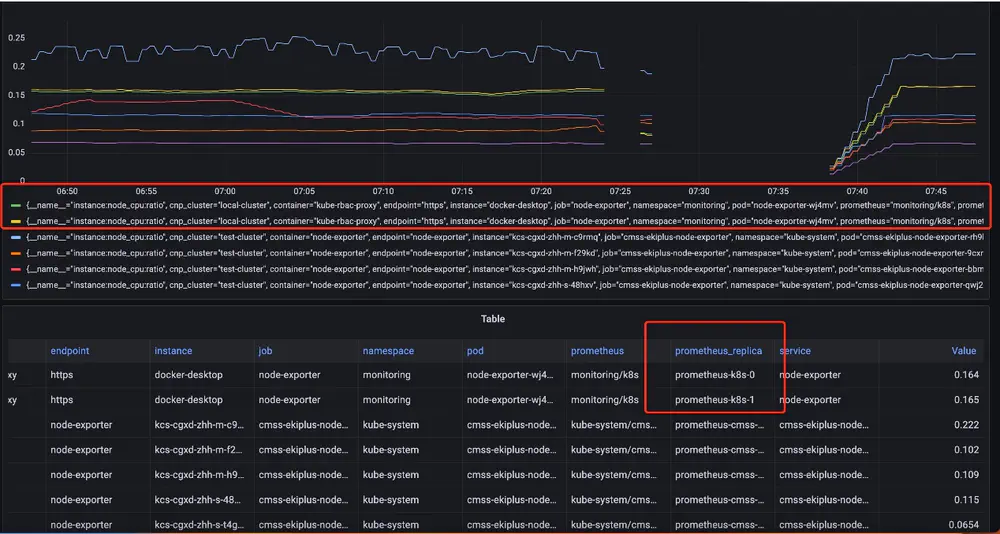 0.25
0.2
0.15
0.1
0.05
0
06:50 06:55 07:00 07:05 07:10 07:15 07:20 07:25 07:30 07:35 07:40 07:45
{__name__="instance:node_cpu:ratio", cnp_cluster="local-cluster", container="kube-rbac-proxy", endpoint="https", instance="docker-desktop", job="node-exporter", namespace="monitoring", pod="node-exporter-wj4mv", prometheus="monitoring/k8s", promet
{__name__="instance:node_cpu:ratio", cnp_cluster="local-cluster", container="kube-rbac-proxy", endpoint="https", instance="docker-desktop", job="node-exporter", namespace="monitoring", pod="node-exporter-wj4mv", prometheus="monitoring/k8s", promet
{__name__="instance:node_cpu:ratio", cnp_cluster="test-cluster", container="node-exporter", endpoint="node-exporter", instance="kcs-cgxd-zhh-m-c9rmq", job="cmss-ekiplus-node-exporter", namespace="kube-system", pod="cmss-ekiplus-node-exporter-rh9l
{__name__="instance:node_cpu:ratio", cnp_cluster="test-cluster", container="node-exporter", endpoint="node-exporter", instance="kcs-cgxd-zhh-m-f29kd", job="cmss-ekiplus-node-exporter", namespace="kube-system", pod="cmss-ekiplus-node-exporter-9cxr
{__name__="instance:node_cpu:ratio", cnp_cluster="test-cluster", container="node-exporter", endpoint="node-exporter", instance="kcs-cgxd-zhh-m-h9jwh", job="cmss-ekiplus-node-exporter", namespace="kube-system", pod="cmss-ekiplus-node-exporter-bbm
{__name__="instance:node_cpu:ratio", cnp_cluster="test-cluster", container="node-exporter", endpoint="node-exporter", instance="kcs-cgxd-zhh-s-48hxv", job="cmss-ekiplus-node-exporter", namespace="kube-system", pod="cmss-ekiplus-node-exporter-qwj2
Table
endpoint instance job namespace pod prometheus prometheus_replica service Value
xy https docker-desktop node-exporter monitoring node-exporter-wj4... monitoring/k8s prometheus-k8s-0 node-exporter 0.164
xy https docker-desktop node-exporter monitoring node-exporter-wj4... monitoring/k8s prometheus-k8s-1 node-exporter 0.165
node-exporter kcs-cgxd-zhh-m-c9... cmss-ekiplus-node... kube-system cmss-ekiplus-node... kube-system/cms... prometheus-cmss-... cmss-ekiplus-node... 0.222
node-exporter kcs-cgxd-zhh-m-f2... cmss-ekiplus-node... kube-system cmss-ekiplus-node... kube-system/cms... prometheus-cmss-... cmss-ekiplus-node... 0.102
node-exporter kcs-cgxd-zhh-m-h9... cmss-ekiplus-node... kube-system cmss-ekiplus-node... kube-system/cms... prometheus-cmss-... cmss-ekiplus-node... 0.109
node-exporter kcs-cgxd-zhh-s-48... cmss-ekiplus-node... kube-system cmss-ekiplus-node... kube-system/cms... prometheus-cmss-... cmss-ekiplus-node... 0.115
node-exporter kcs-cgxd-zhh-s-t4g... cmss-ekiplus-node... kube-system cmss-ekiplus-node... kube-system/cms... prometheus-cmss-... cmss-ekiplus-node... 0.0654